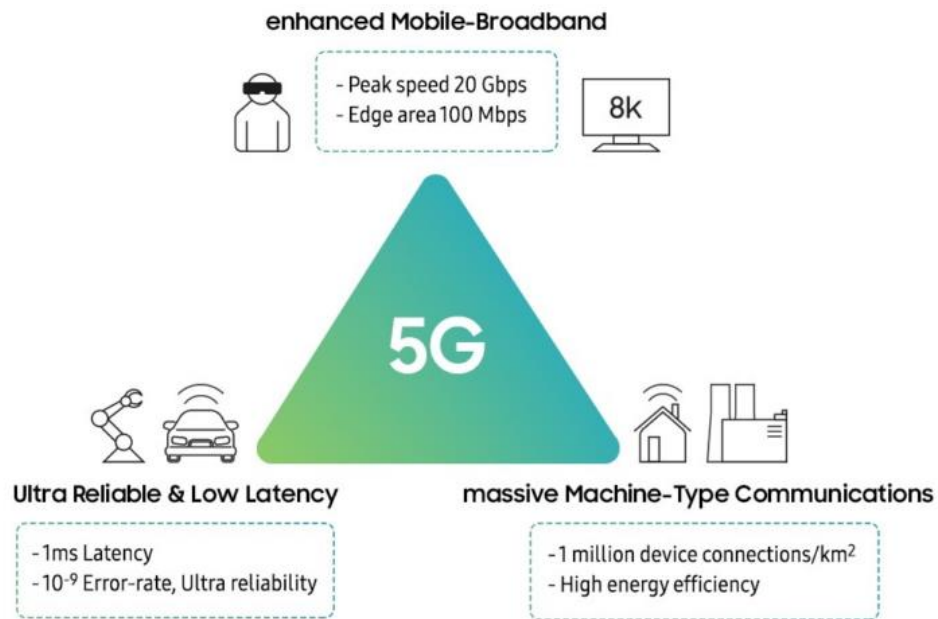 enhanced Mobile-Broadband
- Peak speed 20 Gbps
- Edge area 100 Mbps
8k
5G
Ultra Reliable & Low Latency
- 1ms Latency
- 10⁻⁹ Error-rate, Ultra reliability
massive Machine-Type Communications
- 1 million device connections/km²
- High energy efficiency